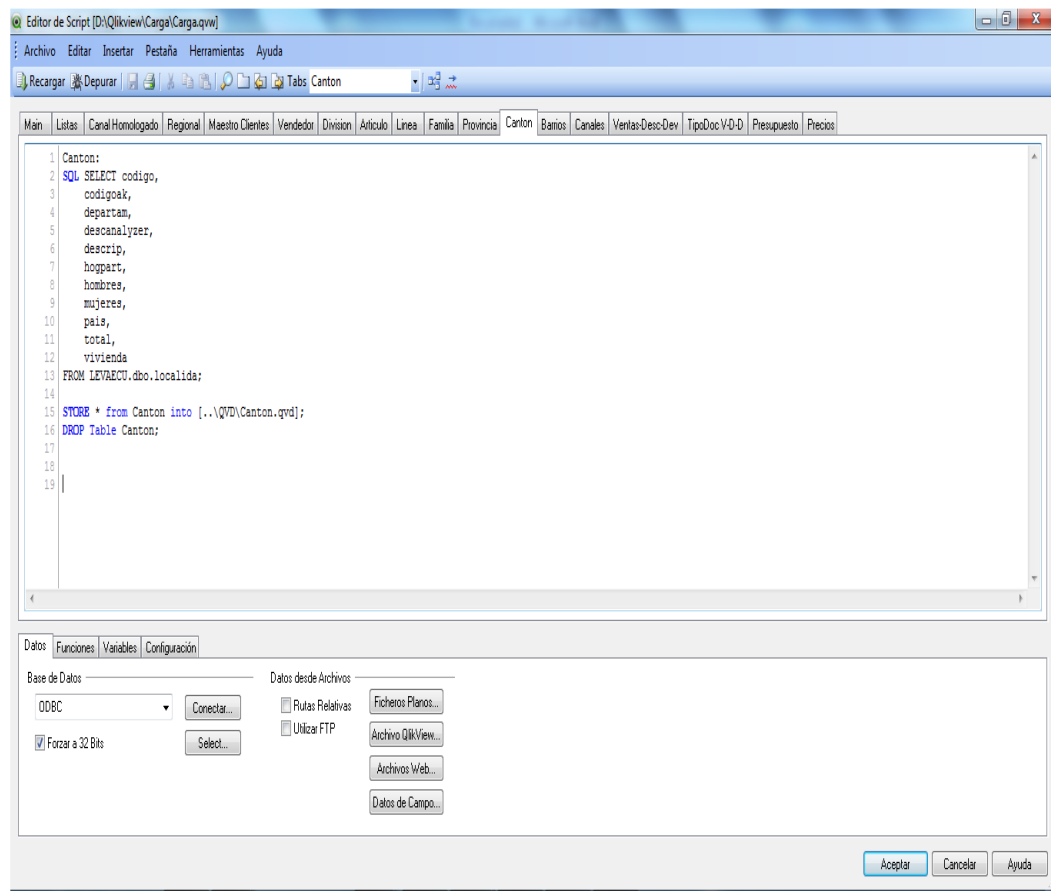 Editor de Script [D:\Qlikview\Carga\Carga.qvw]
Archivo Editar Insertar Pestaña Herramientas Ayuda
Recargar Depurar Tabs Canton
Main Listas Canal Homologado Regional Maestro Clientes Vendedor Division Articulo Linea Familia Provincia Canton Barrios Canales Ventas-Desc-Dev TipoDoc V-D-D Presupuesto Precios
1 Canton:
2 SQL SELECT codigo,
3 codigoak,
4 departam,
5 descanalyzer,
6 descrip,
7 hogpart,
8 hombres,
9 mujeres,
10 pais,
11 total,
12 vivienda
13 FROM LEVAECU.dbo.localida;
14
15 STORE * from Canton into [..\QVD\Canton.qvd];
16 DROP Table Canton;
17
18
19
Datos Funciones Variables Configuración
Base de Datos Datos desde Archivos
ODBC Conectar... Rutas Relativas Ficheros Planos...
Utilizar FTP Archivo QlikView...
Forzar a 32 Bits Select...
Archivos Web...
Datos de Campo...
Aceptar Cancelar Ayuda